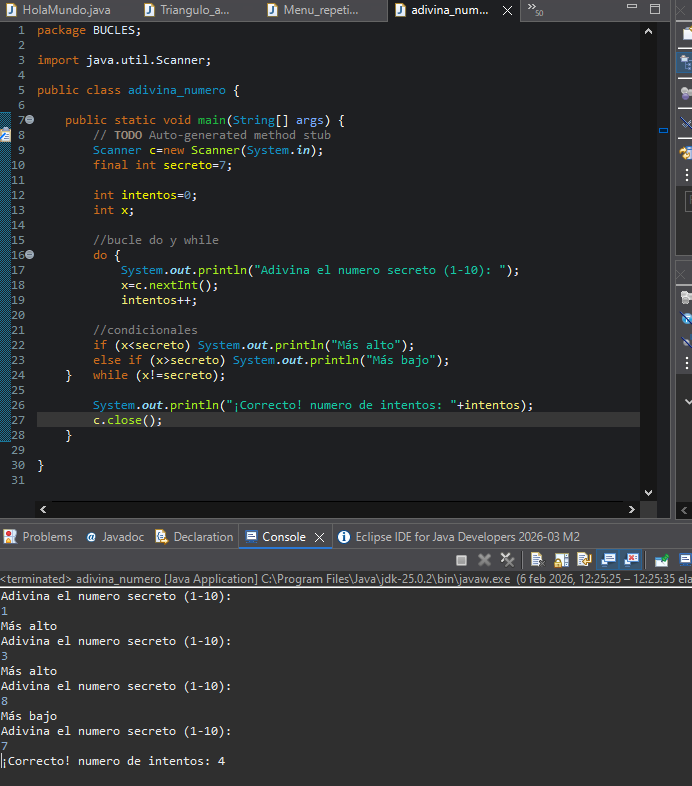 HolaMundo.java
Triangulo_a...
Menu_repeti...
adivina_num...
50
1 package BUCLES;
2
3 import java.util.Scanner;
4
5 public class adivina_numero {
6
7     public static void main(String[] args) {
8         // TODO Auto-generated method stub
9         Scanner c=new Scanner(System.in);
10         final int secreto=7;
11
12         int intentos=0;
13         int x;
14
15         //bucle do y while
16         do {
17             System.out.println("Adivina el numero secreto (1-10): ");
18             x=c.nextInt();
19             intentos++;
20
21         //condicionales
22         if (x<secreto) System.out.println("Más alto");
23         else if (x>secreto) System.out.println("Más bajo");
24     }   while (x!=secreto);
25
26         System.out.println("¡Correcto! numero de intentos: "+intentos);
27         c.close();
28     }
29
30 }
31
Problems
Javadoc
Declaration
Console
Eclipse IDE for Java Developers 2026-03 M2
<terminated> adivina_numero [Java Application] C:\Program Files\Java\jdk-25.0.2\bin\javaw.exe (6 feb 2026, 12:25:25 – 12:25:35 ela
Adivina el numero secreto (1-10):
1
Más alto
Adivina el numero secreto (1-10):
3
Más alto
Adivina el numero secreto (1-10):
8
Más bajo
Adivina el numero secreto (1-10):
7
¡Correcto! numero de intentos: 4